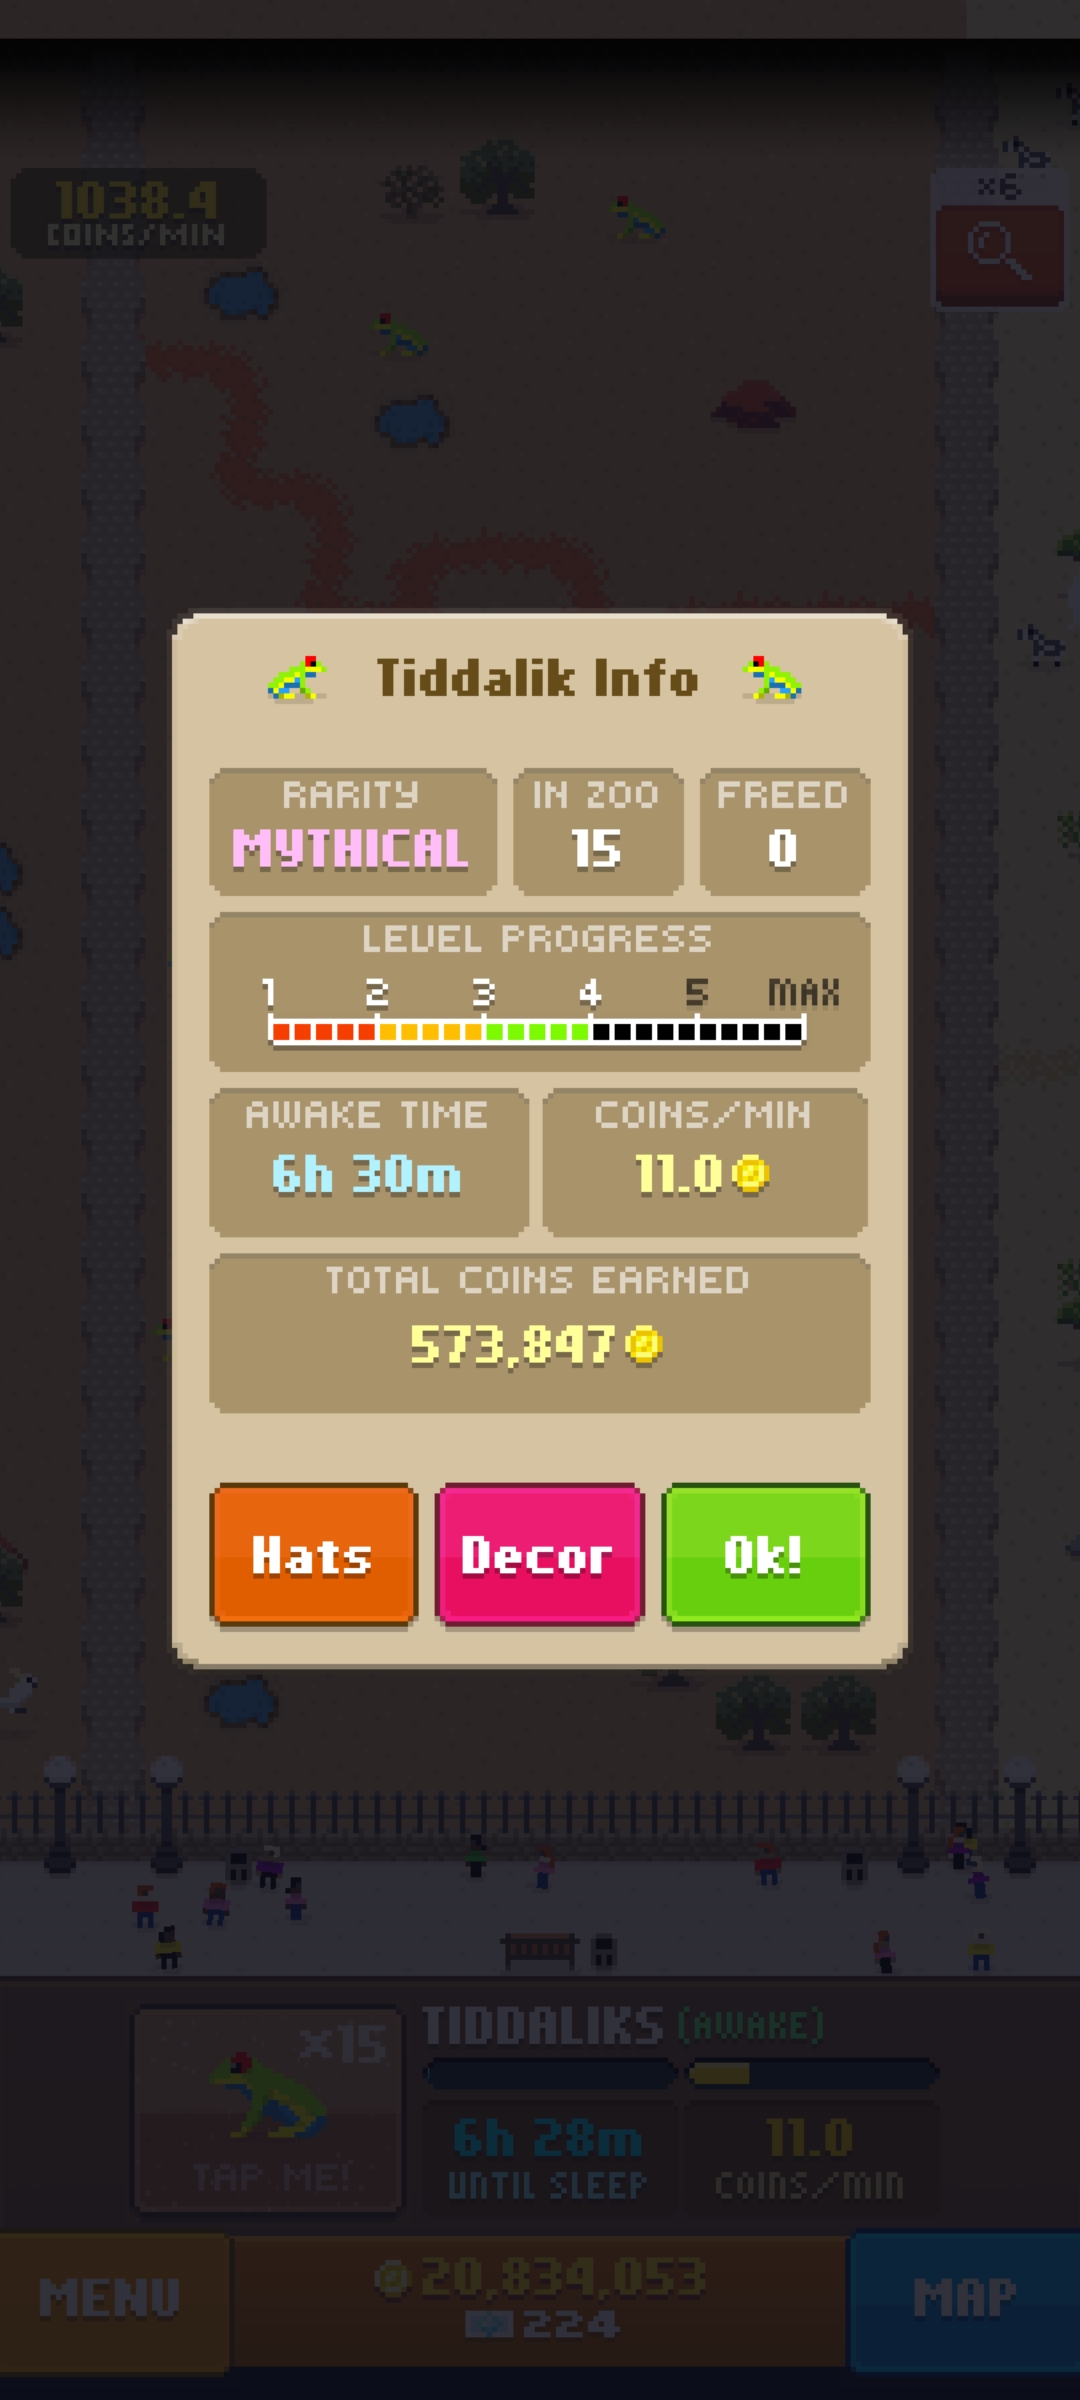 1038.4
COINS/MIN
x6
Tiddalik Info
RARITY
MYTHICAL
IN ZOO
15
FREED
0
LEVEL PROGRESS
1 2 3 4 5 MAX
AWAKE TIME
6h 30m
COINS/MIN
11.0
TOTAL COINS EARNED
573,847
Hats
Decor
Ok!
x15
TAP ME!
TIDDALIKS (AWAKE)
6h 28m
UNTIL SLEEP
11.0
COINS/MIN
MENU
20,834,053
224
MAP